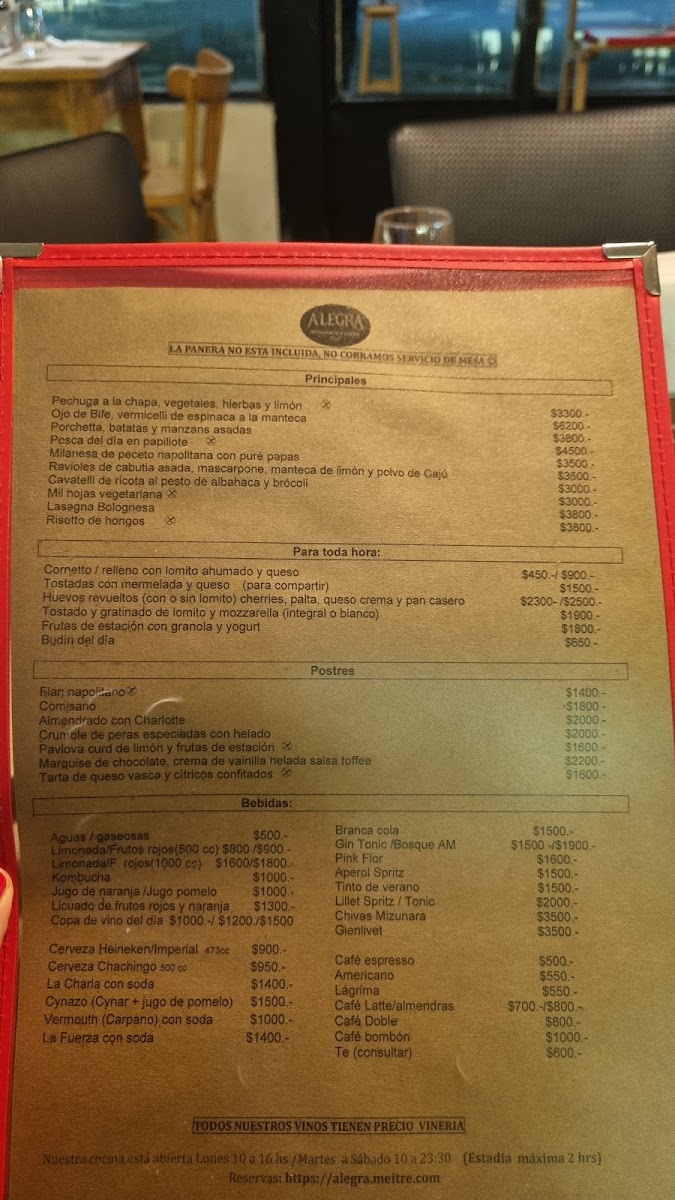 ALEGRA
LA PANERA NO ESTA INCLUIDA, NO COBRAMOS SERVICIO DE MESA
Principales
Pechuga a la chapa, vegetales, hierbas y limón $3300.-
Ojo de Bife, vermicelli de espinaca a la manteca $6200.-
Porchetta, batatas y manzans asadas $3800.-
Pesca del día en papillote $4500.-
Milanesa de peceto napolitana con puré papas $3500.-
Ravioles de cabutia asada, mascarpone, manteca de limón y polvo de Cajú $3500.-
Cavatelli de ricota al pesto de albahaca y brócoli $3000.-
Mil hojas vegetariana $3000.-
Lasagna Bolognesa $3800.-
Risotto de hongos $3800.-
Para toda hora:
Cornetto / relleno con lomito ahumado y queso $450.-/ $900.-
Tostadas con mermelada y queso (para compartir) $1500.-
Huevos revueltos (con o sin lomito) cherries, palta, queso crema y pan casero $2300- /$2500.-
Tostado y gratinado de lomito y mozzarella (integral o blanco) $1900.-
Frutas de estación con granola y yogurt $1800.-
Budín del día $650.-
Postres
Flan napolitano $1400.-
Comisario -$1800.-
Almendrado con Charlotte $2000.-
Crumble de peras especiadas con helado $2000.-
Pavlova curd de limón y frutas de estación $1600.-
Marquise de chocolate, crema de vainilla helada salsa toffee $2200.-
Tarta de queso vasca y cítricos confitados $1600.-
Bebidas:
Aguas / gaseosas $500.-
Limonada/Frutos rojos(500 cc) $800 /$900.-
Limonada/F. rojos(1000 cc) $1600/$1800.-
Kombucha $1000.-
Jugo de naranja /Jugo pomelo $1000.-
Licuado de frutos rojos y naranja $1300.-
Copa de vino del día $1000.-/ $1200./$1500
Cerveza Heineken/Imperial 473cc $900.-
Cerveza Chachingo 500 cc $950.-
La Charla con soda $1400.-
Cynazo (Cynar + jugo de pomelo) $1500.-
Vermouth (Carpano) con soda $1000.-
La Fuerza con soda $1400.-
Branca cola $1500.-
Gin Tonic /Bosque AM $1500 -/$1900.-
Pink Flor $1600.-
Aperol Spritz $1500.-
Tinto de verano $1500.-
Lillet Spritz / Tonic $2000.-
Chivas Mizunara $3500.-
Glenlivet $3500.-
Café espresso $500.-
Americano $550.-
Lágrima $550.-
Café Latte/almendras $700.-/$800.-
Café Doble $800.-
Café bombón $1000.-
Te (consultar) $600.-
TODOS NUESTROS VINOS TIENEN PRECIO VINERIA
Nuestra cocina está abierta Lunes 10 a 16 hs /Martes a Sábado 10 a 23:30 (Estadía máxima 2 hrs)
Reservas: https://alegra.meitre.com